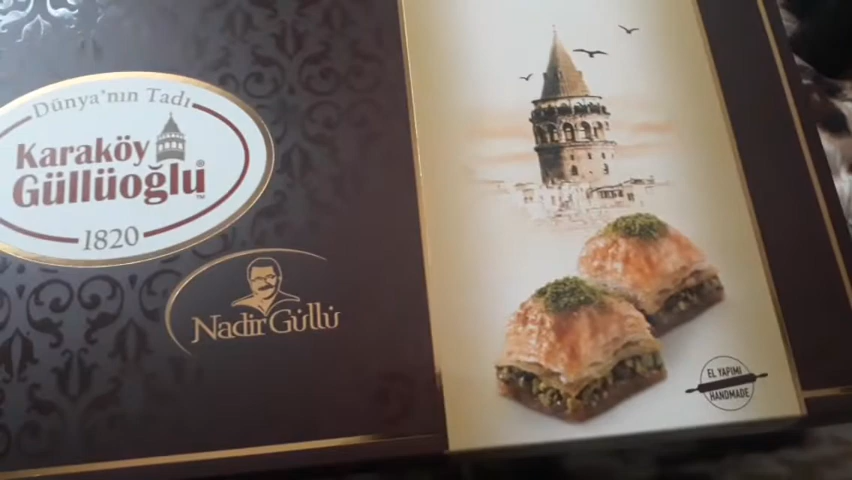 Dünya'nın Tadı
Karaköy
Güllüoğlu
1820
Nadir Güllü
EL YAPIMI
HANDMADE